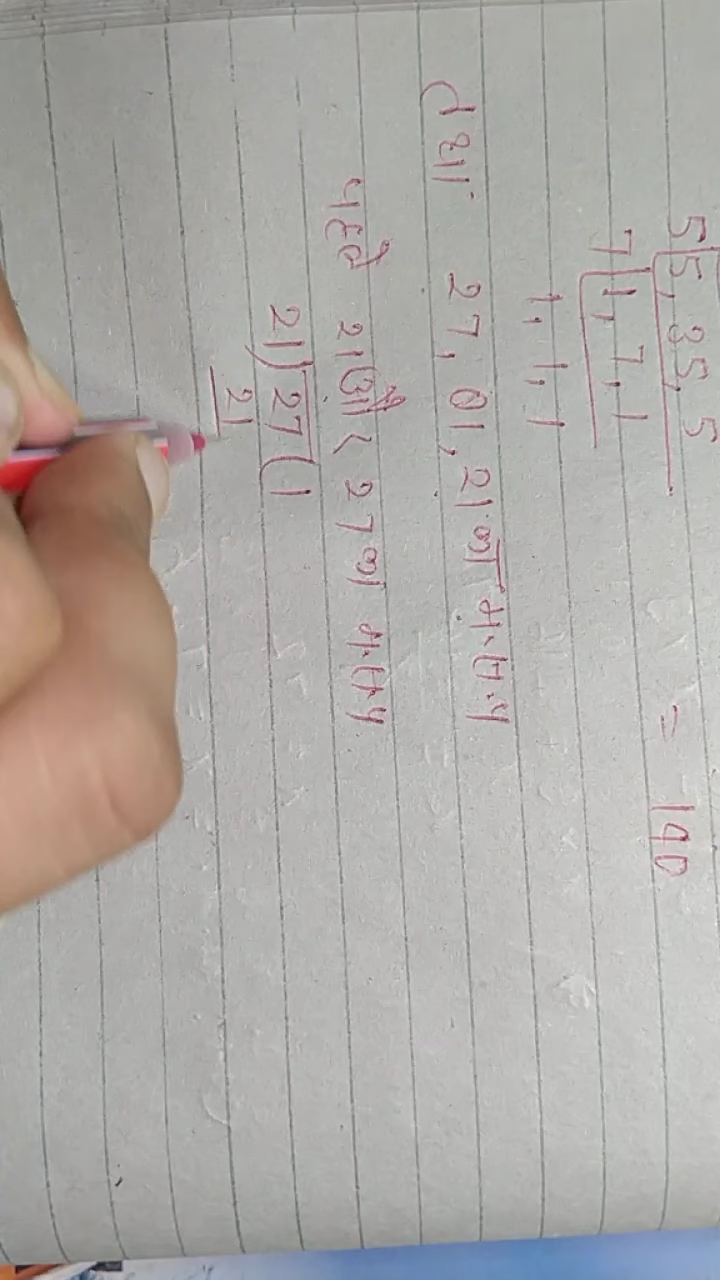 5 5, 35, 5
7 1, 7, 1
1, 1, 1
= 140
तथा 27, 81, 21 का म.स.प
पहले 21 और 27 का म.स.प
21) 27 (1
21